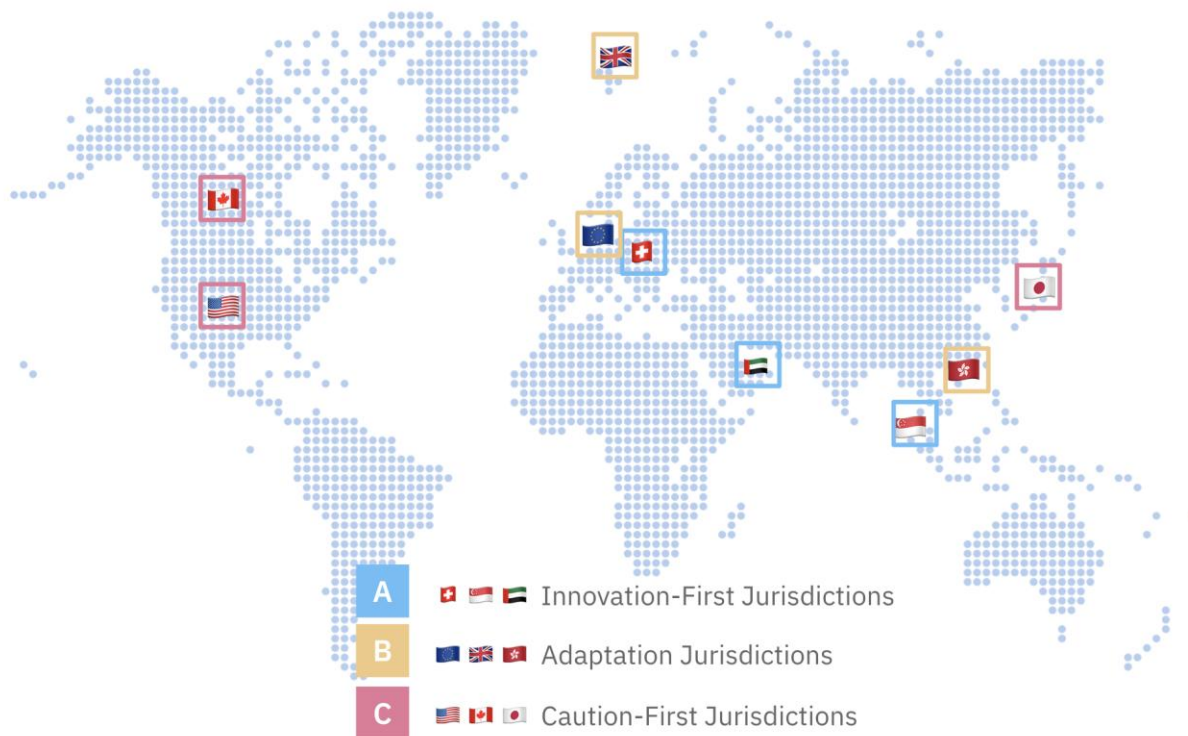 A
Innovation-First Jurisdictions
B
Adaptation Jurisdictions
C
Caution-First Jurisdictions